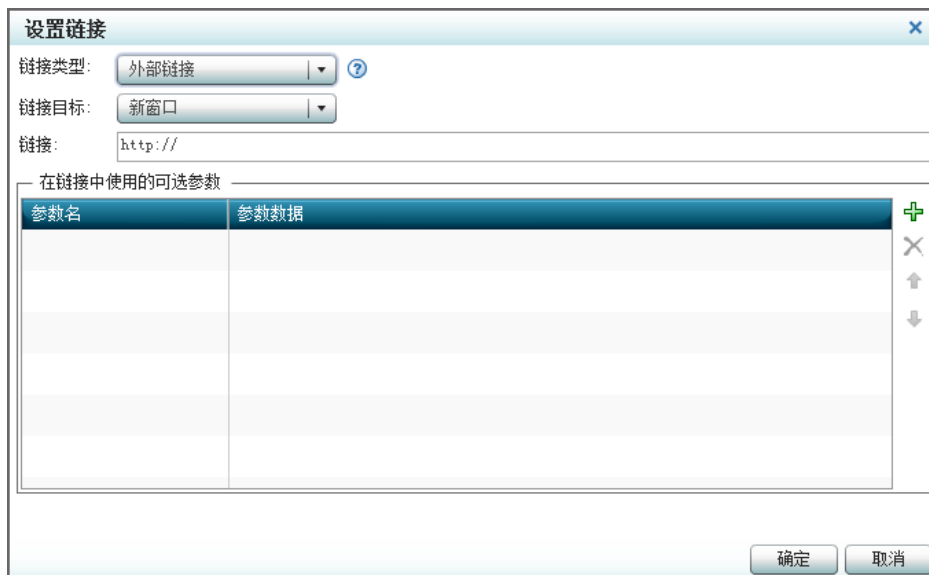 设置链接
链接类型: 外部链接
链接目标: 新窗口
链接: http://
在链接中使用的可选参数
参数名 参数数据
确定 取消